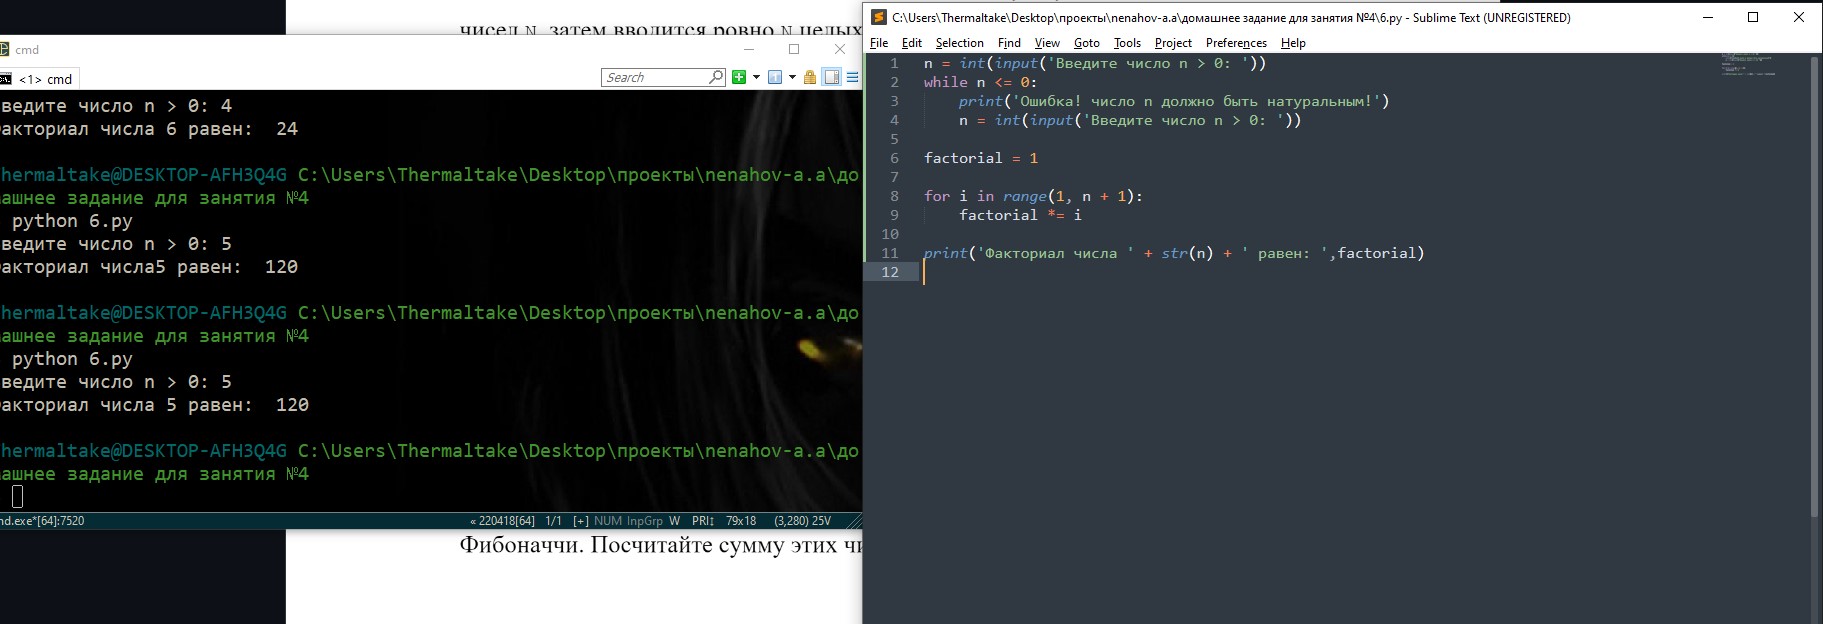 чисел N, затем вводится ровно N целых
cmd
<1> cmd
Search
ведите число n > 0: 4
акториал числа 6 равен:  24
hermaltake@DESKTOP-AFH3Q4G C:\Users\Thermaltake\Desktop\проекты\nenahov-a.a\до
ашнее задание для занятия №4
python 6.py
ведите число n > 0: 5
акториал числа5 равен:  120
hermaltake@DESKTOP-AFH3Q4G C:\Users\Thermaltake\Desktop\проекты\nenahov-a.a\до
ашнее задание для занятия №4
python 6.py
ведите число n > 0: 5
акториал числа 5 равен:  120
hermaltake@DESKTOP-AFH3Q4G C:\Users\Thermaltake\Desktop\проекты\nenahov-a.a\до
ашнее задание для занятия №4
md.exe*[64]:7520 « 220418[64] 1/1 [+] NUM InpGrp W PRI↕ 79x18 (3,280) 25V
Фибоначчи. Посчитайте сумму этих чи
C:\Users\Thermaltake\Desktop\проекты\nenahov-a.a\домашнее задание для занятия №4\6.py - Sublime Text (UNREGISTERED)
File Edit Selection Find View Goto Tools Project Preferences Help
1 n = int(input('Введите число n > 0: '))
2 while n <= 0:
3     print('Ошибка! число n должно быть натуральным!')
4     n = int(input('Введите число n > 0: '))
5
6 factorial = 1
7
8 for i in range(1, n + 1):
9     factorial *= i
10
11 print('Факториал числа ' + str(n) + ' равен: ',factorial)
12